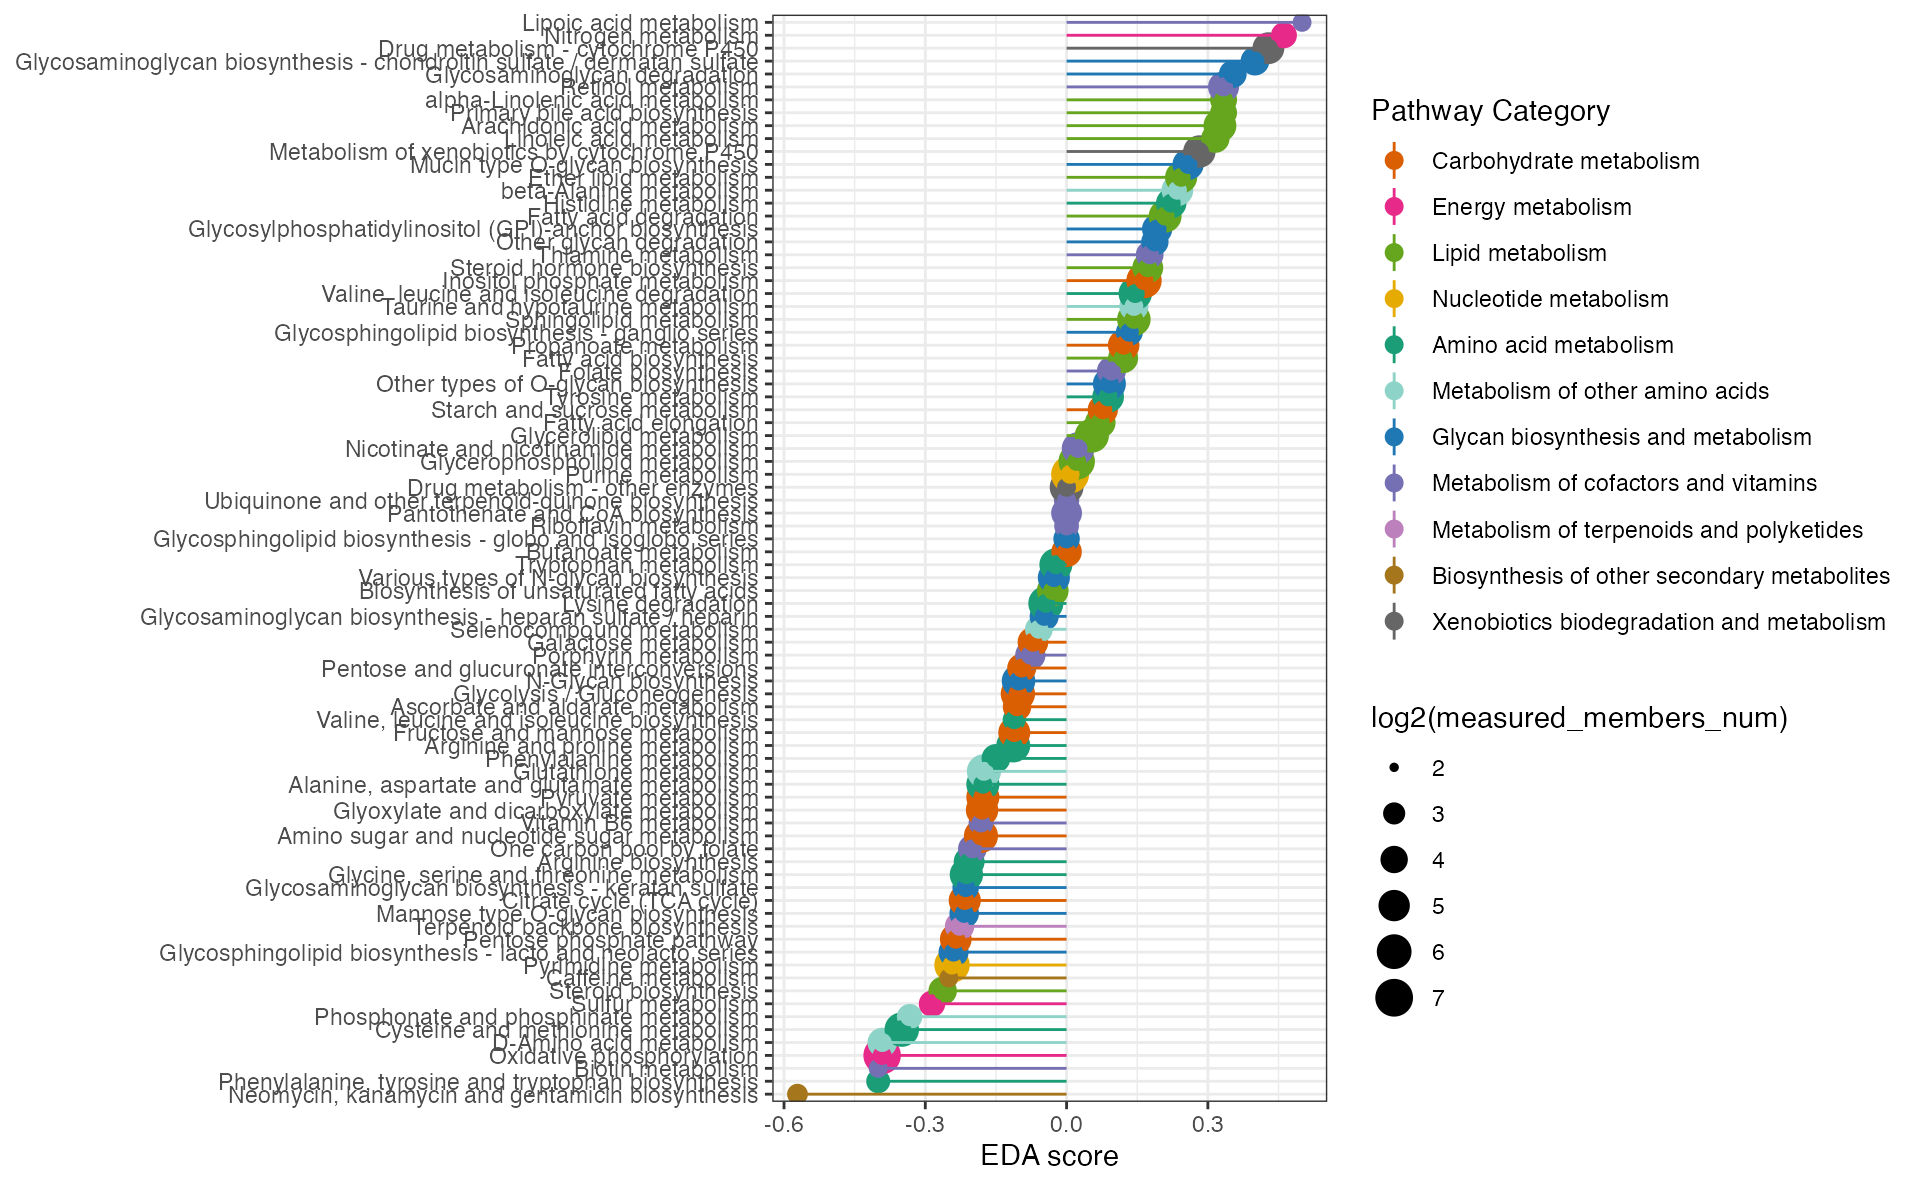 Lipoic acid metabolism
Nitrogen metabolism
Drug metabolism - cytochrome P450
Glycosaminoglycan biosynthesis - chondroitin sulfate / dermatan sulfate
Glycosaminoglycan degradation
Retinol metabolism
alpha-Linolenic acid metabolism
Primary bile acid biosynthesis
Arachidonic acid metabolism
Linoleic acid metabolism
Metabolism of xenobiotics by cytochrome P450
Mucin type O-glycan biosynthesis
Ether lipid metabolism
beta-Alanine metabolism
Histidine metabolism
Fatty acid degradation
Glycosylphosphatidylinositol (GPI)-anchor biosynthesis
Other glycan degradation
Thiamine metabolism
Steroid hormone biosynthesis
Inositol phosphate metabolism
Valine, leucine and isoleucine degradation
Taurine and hypotaurine metabolism
Sphingolipid metabolism
Glycosphingolipid biosynthesis - ganglio series
Propanoate metabolism
Fatty acid biosynthesis
Folate biosynthesis
Other types of O-glycan biosynthesis
Tyrosine metabolism
Starch and sucrose metabolism
Fatty acid elongation
Glycerolipid metabolism
Nicotinate and nicotinamide metabolism
Glycerophospholipid metabolism
Purine metabolism
Drug metabolism - other enzymes
Ubiquinone and other terpenoid-quinone biosynthesis
Pantothenate and CoA biosynthesis
Riboflavin metabolism
Glycosphingolipid biosynthesis - globo and isoglobo series
Butanoate metabolism
Tryptophan metabolism
Various types of N-glycan biosynthesis
Biosynthesis of unsaturated fatty acids
Lysine degradation
Glycosaminoglycan biosynthesis - heparan sulfate / heparin
Selenocompound metabolism
Galactose metabolism
Porphyrin metabolism
Pentose and glucuronate interconversions
N-Glycan biosynthesis
Glycolysis / Gluconeogenesis
Ascorbate and aldarate metabolism
Valine, leucine and isoleucine biosynthesis
Fructose and mannose metabolism
Arginine and proline metabolism
Phenylalanine metabolism
Glutathione metabolism
Alanine, aspartate and glutamate metabolism
Pyruvate metabolism
Glyoxylate and dicarboxylate metabolism
Vitamin B6 metabolism
Amino sugar and nucleotide sugar metabolism
One carbon pool by folate
Arginine biosynthesis
Glycine, serine and threonine metabolism
Glycosaminoglycan biosynthesis - keratan sulfate
Citrate cycle (TCA cycle)
Mannose type O-glycan biosynthesis
Terpenoid backbone biosynthesis
Pentose phosphate pathway
Glycosphingolipid biosynthesis - lacto and neolacto series
Pyrimidine metabolism
Caffeine metabolism
Steroid biosynthesis
Sulfur metabolism
Phosphonate and phosphinate metabolism
Cysteine and methionine metabolism
D-Amino acid metabolism
Oxidative phosphorylation
Biotin metabolism
Phenylalanine, tyrosine and tryptophan biosynthesis
Neomycin, kanamycin and gentamicin biosynthesis
-0.6 -0.3 0.0 0.3
EDA score
Pathway Category
Carbohydrate metabolism
Energy metabolism
Lipid metabolism
Nucleotide metabolism
Amino acid metabolism
Metabolism of other amino acids
Glycan biosynthesis and metabolism
Metabolism of cofactors and vitamins
Metabolism of terpenoids and polyketides
Biosynthesis of other secondary metabolites
Xenobiotics biodegradation and metabolism
log2(measured_members_num)
2
3
4
5
6
7